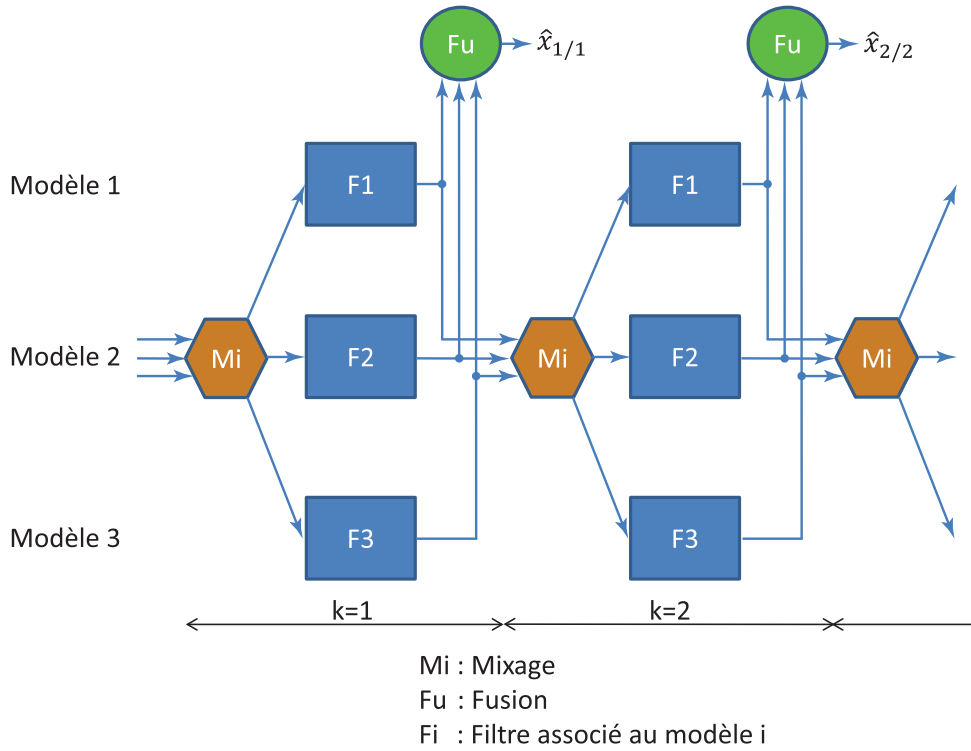 Fu
x̂1/1
Fu
x̂2/2
Modèle 1
F1
F1
Modèle 2
Mi
F2
Mi
F2
Mi
Modèle 3
F3
F3
k=1
k=2
Mi : Mixage
Fu : Fusion
Fi : Filtre associé au modèle i